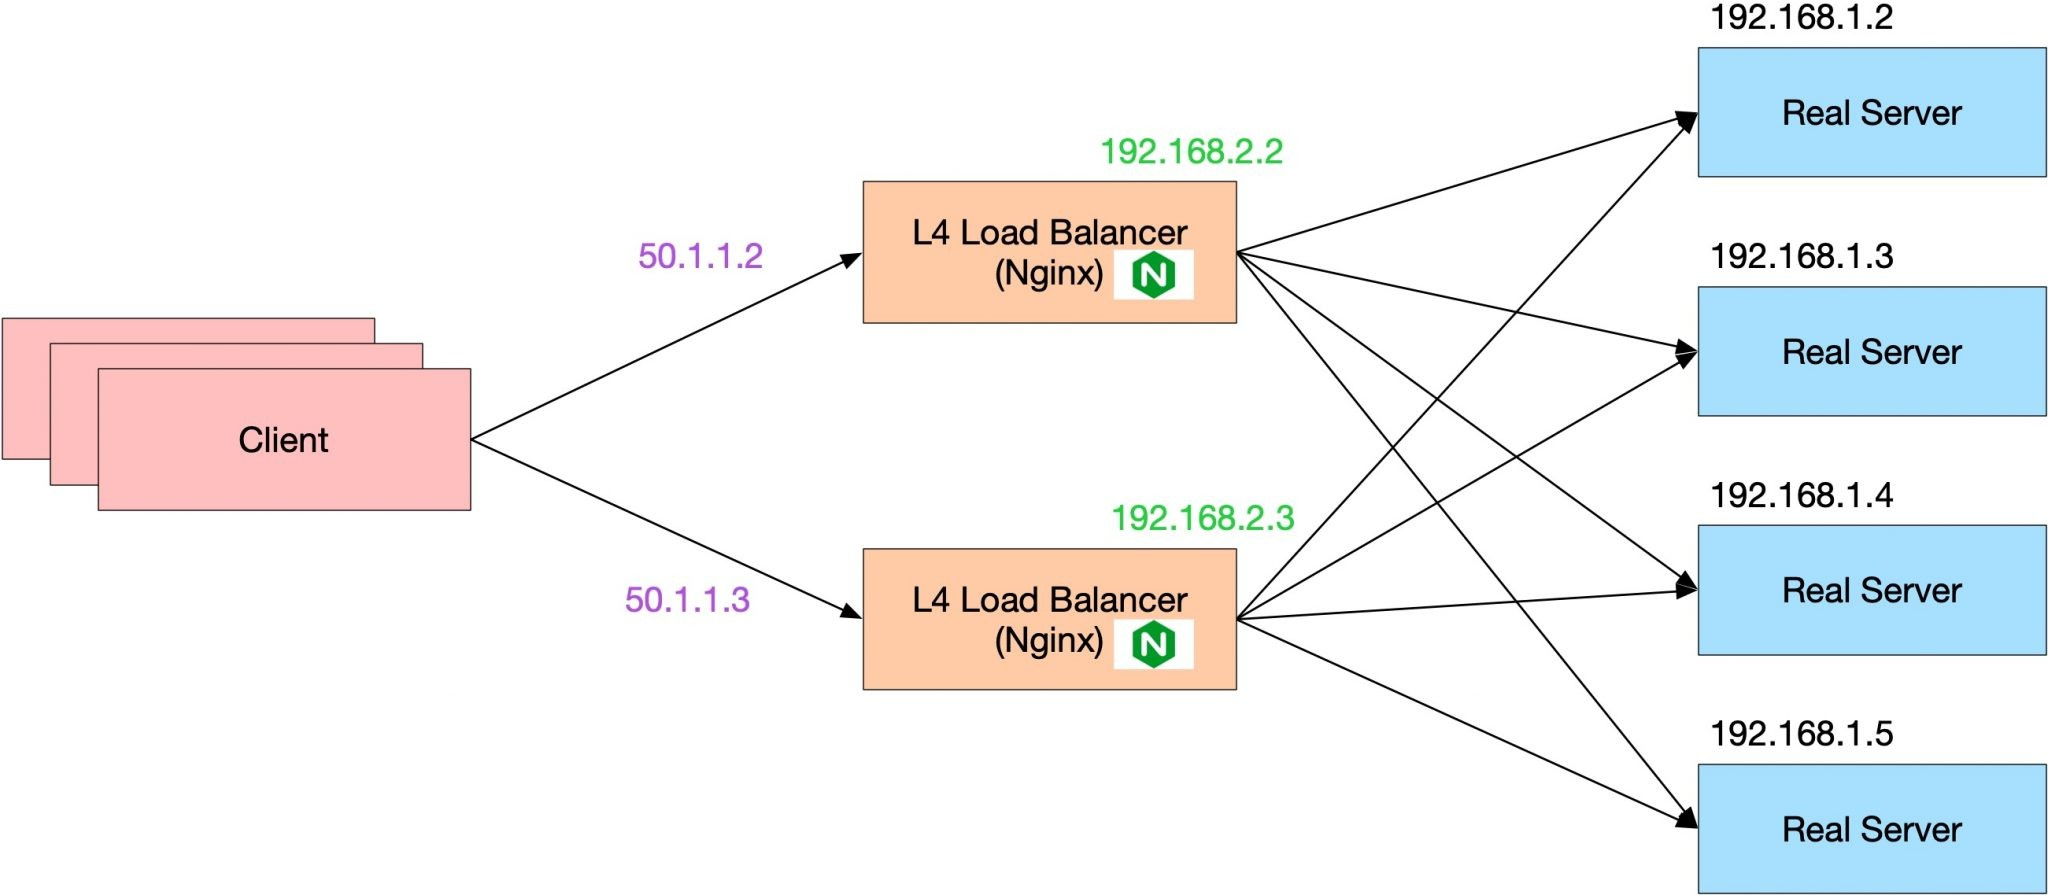 192.168.1.2
Real Server
192.168.2.2
L4 Load Balancer
(Nginx)
N
50.1.1.2
192.168.1.3
Real Server
Client
192.168.2.3
L4 Load Balancer
(Nginx)
N
50.1.1.3
192.168.1.4
Real Server
192.168.1.5
Real Server